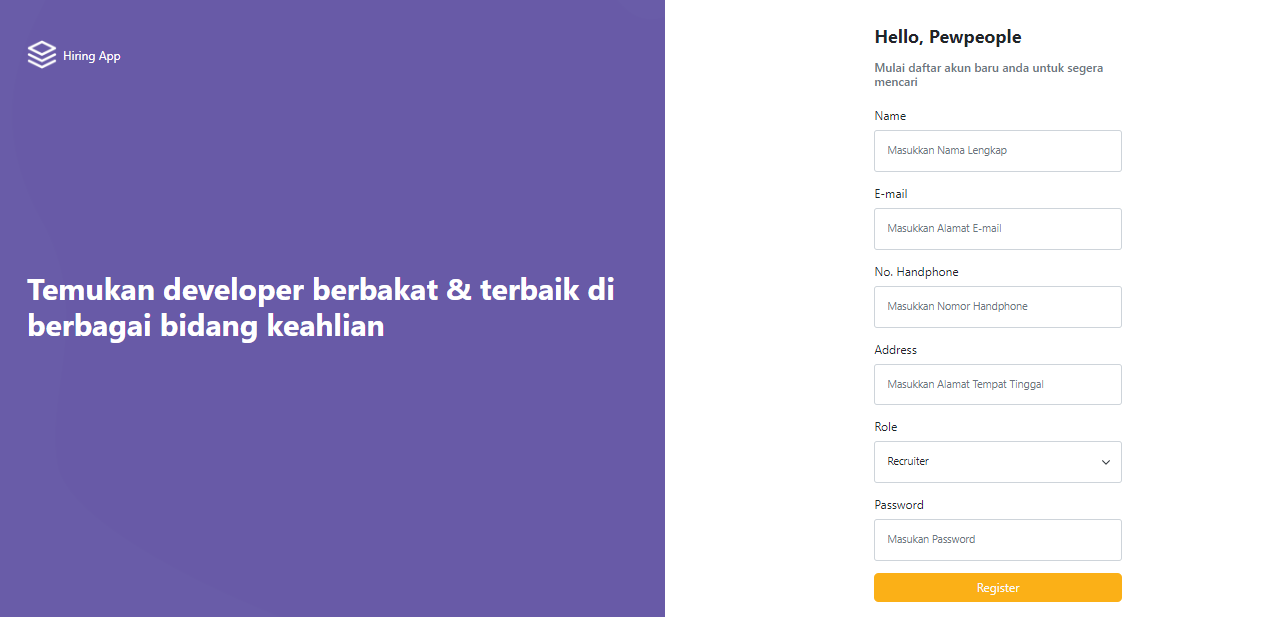 Hiring App
Temukan developer berbakat & terbaik di
berbagai bidang keahlian
Hello, Pewpeople
Mulai daftar akun baru anda untuk segera
mencari
Name
Masukkan Nama Lengkap
E-mail
Masukkan Alamat E-mail
No. Handphone
Masukkan Nomor Handphone
Address
Masukkan Alamat Tempat Tinggal
Role
Recruiter
Password
Masukan Password
Register